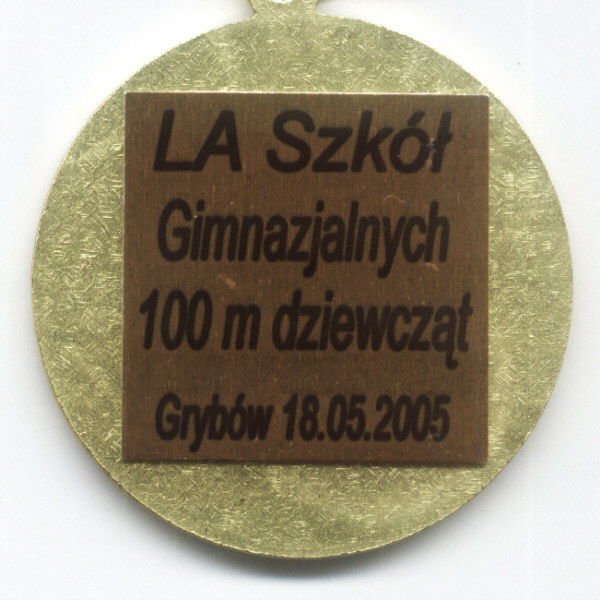 LA Szkół
Gimnazjalnych
100 m dziewcząt
Grybów 18.05.2005